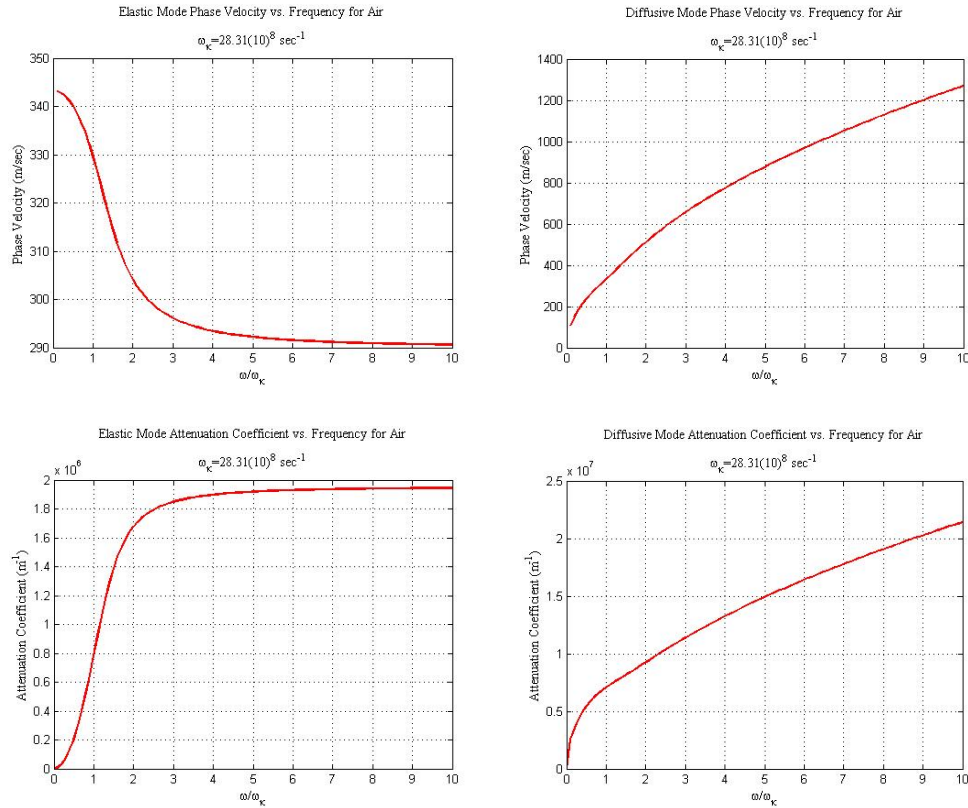 Elastic Mode Phase Velocity vs. Frequency for Air
ω_κ=28.31(10)^8 sec^-1
Phase Velocity (m/sec)
350
340
330
320
310
300
290
0 1 2 3 4 5 6 7 8 9 10
ω/ω_κ
Diffusive Mode Phase Velocity vs. Frequency for Air
ω_κ=28.31(10)^8 sec^-1
Phase Velocity (m/sec)
1400
1200
1000
800
600
400
200
0
0 1 2 3 4 5 6 7 8 9 10
ω/ω_κ
Elastic Mode Attenuation Coefficient vs. Frequency for Air
ω_κ=28.31(10)^8 sec^-1
x 10^6
Attenuation Coefficient (m^-1)
2
1.8
1.6
1.4
1.2
1
0.8
0.6
0.4
0.2
0
0 1 2 3 4 5 6 7 8 9 10
ω/ω_κ
Diffusive Mode Attenuation Coefficient vs. Frequency for Air
ω_κ=28.31(10)^8 sec^-1
x 10^7
Attenuation Coefficient (m^-1)
2.5
2
1.5
1
0.5
0
0 1 2 3 4 5 6 7 8 9 10
ω/ω_κ